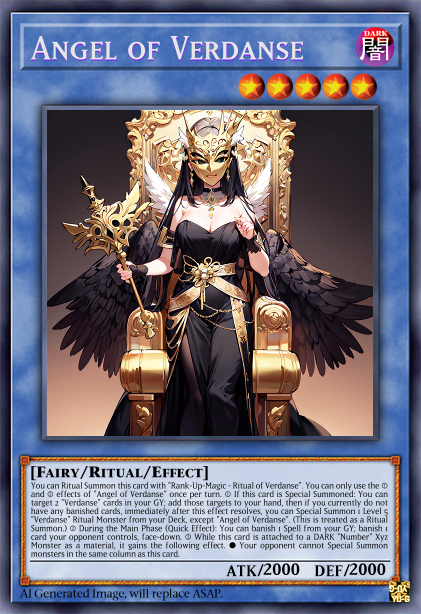 ANGEL OF VERDANSE
DARK
闇
[FAIRY/RITUAL/EFFECT]
You can Ritual Summon this card with "Rank-Up-Magic - Ritual of Verdanse". You can only use the ①
and ② effects of "Angel of Verdanse" once per turn. ① If this card is Special Summoned: You can
target 2 "Verdanse" cards in your GY; add those targets to your hand, then if you currently do not
have any banished cards, immediately after this effect resolves, you can Special Summon 1 Level 5
"Verdanse" Ritual Monster from your Deck, except "Angel of Verdanse". (This is treated as a Ritual
Summon.) ② During the Main Phase (Quick Effect): You can banish 1 Spell from your GY; banish 1
card your opponent controls, face-down. ③ While this card is attached to a DARK "Number" Xyz
Monster as a material, it gains the following effect. ● Your opponent cannot Special Summon
monsters in the same column as this card.
ATK/2000 DEF/2000
AI Generated Image, will replace ASAP.